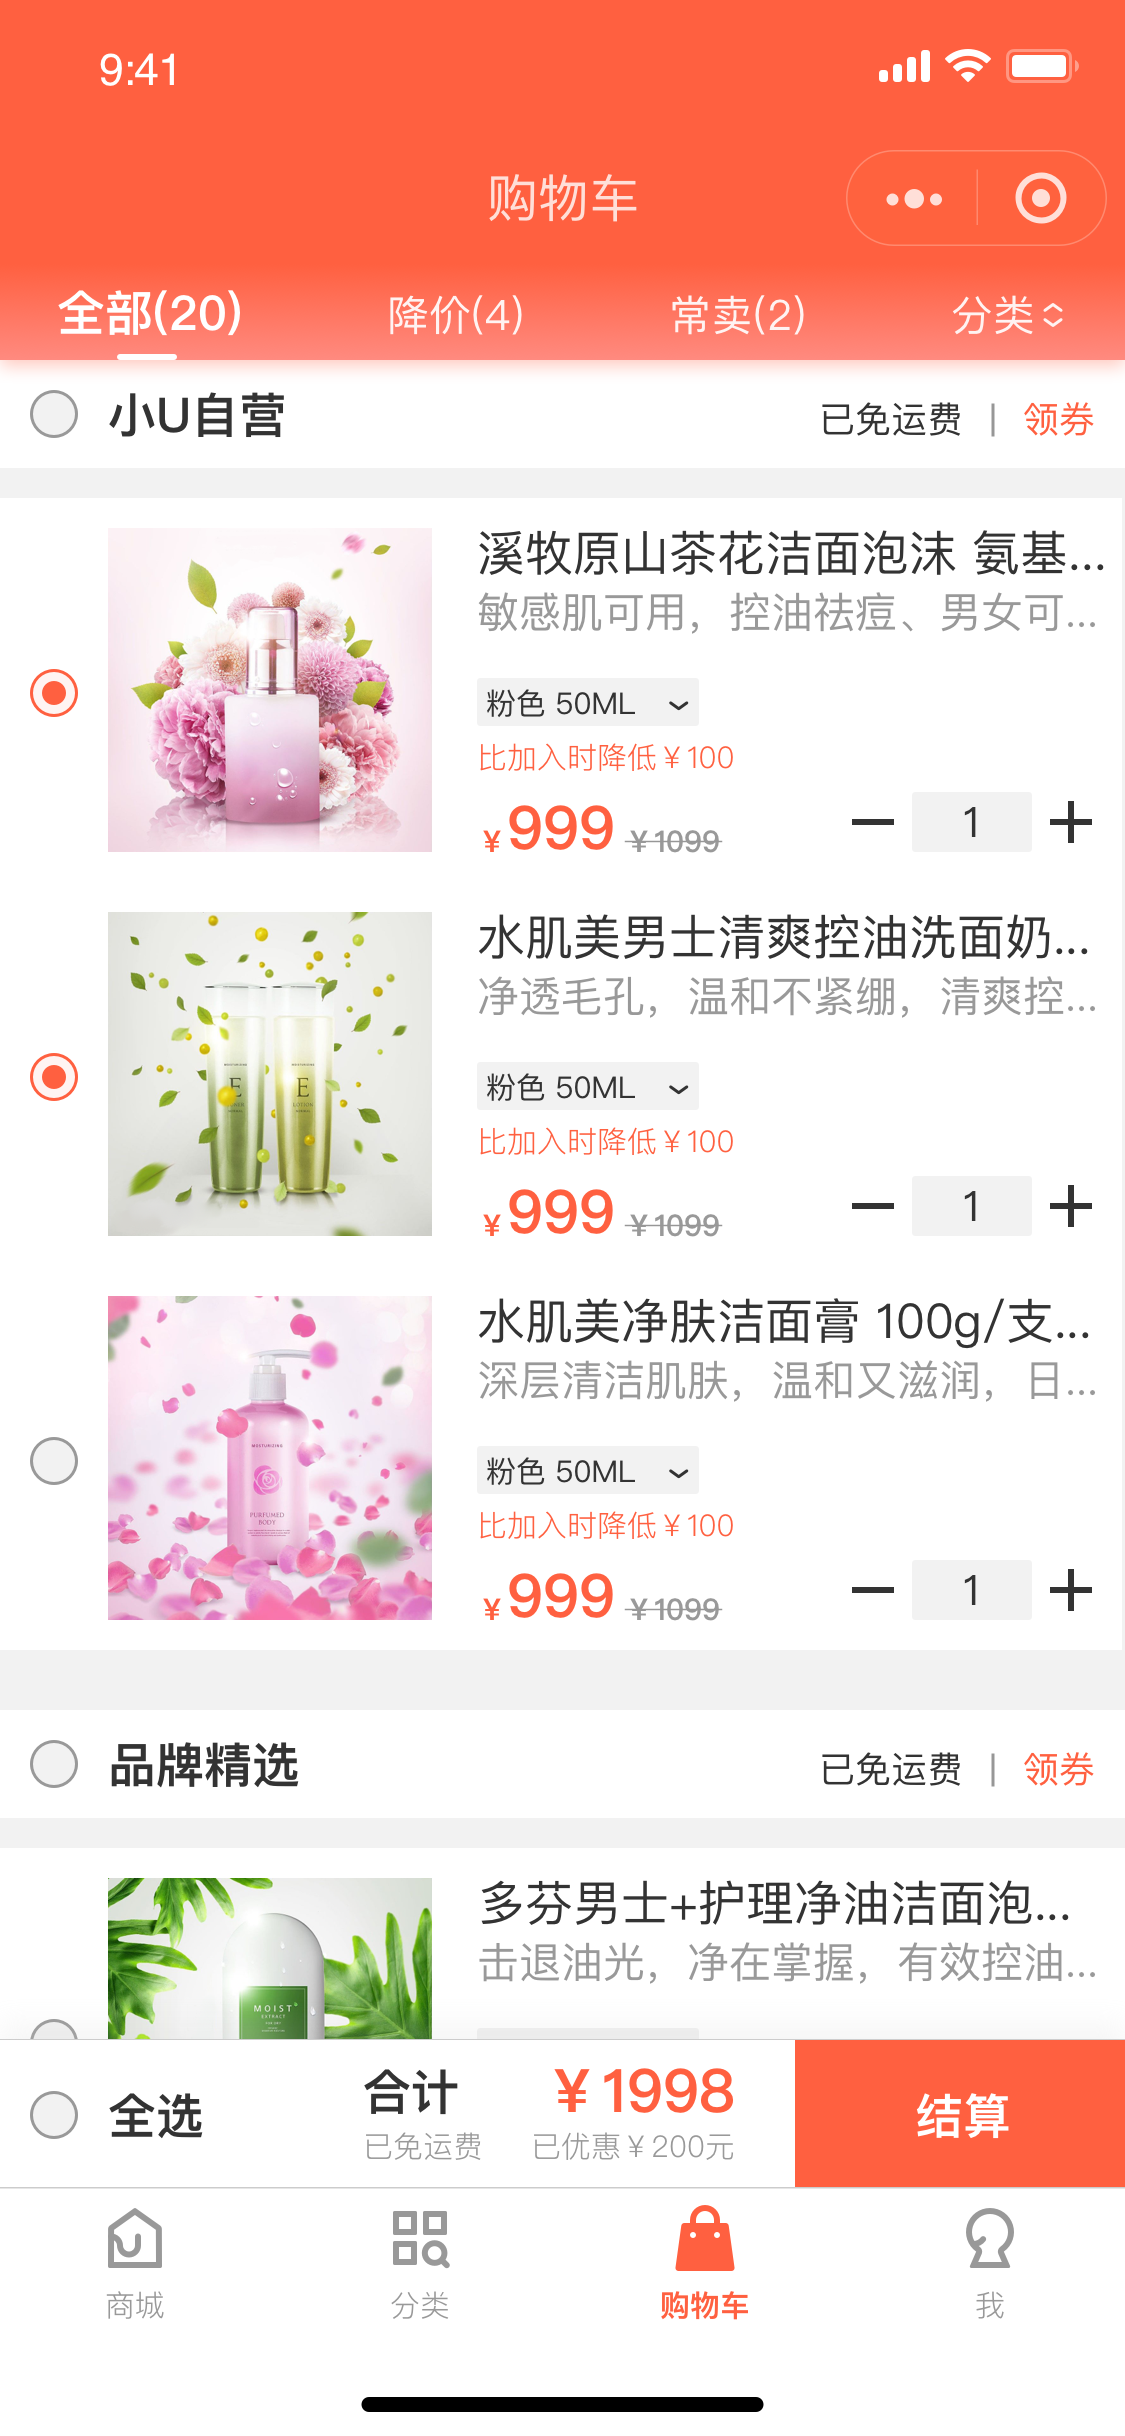 9:41
购物车
全部(20) 降价(4) 常卖(2) 分类
小U自营 已免运费 | 领券
溪牧原山茶花洁面泡沫 氨基...
敏感肌可用，控油祛痘、男女可...
粉色 50ML
比加入时降低￥100
￥999 ￥1099 1
水肌美男士清爽控油洗面奶...
净透毛孔，温和不紧绷，清爽控...
E
E
LOTION
粉色 50ML
比加入时降低￥100
￥999 ￥1099 1
水肌美净肤洁面膏 100g/支...
深层清洁肌肤，温和又滋润，日...
MOISTURIZING
PURFUMED
BODY
粉色 50ML
比加入时降低￥100
￥999 ￥1099 1
品牌精选 已免运费 | 领券
多芬男士+护理净油洁面泡...
击退油光，净在掌握，有效控油...
MOIST
EXTRACT
全选 合计 ￥1998 结算
已免运费 已优惠￥200元
商城 分类 购物车 我